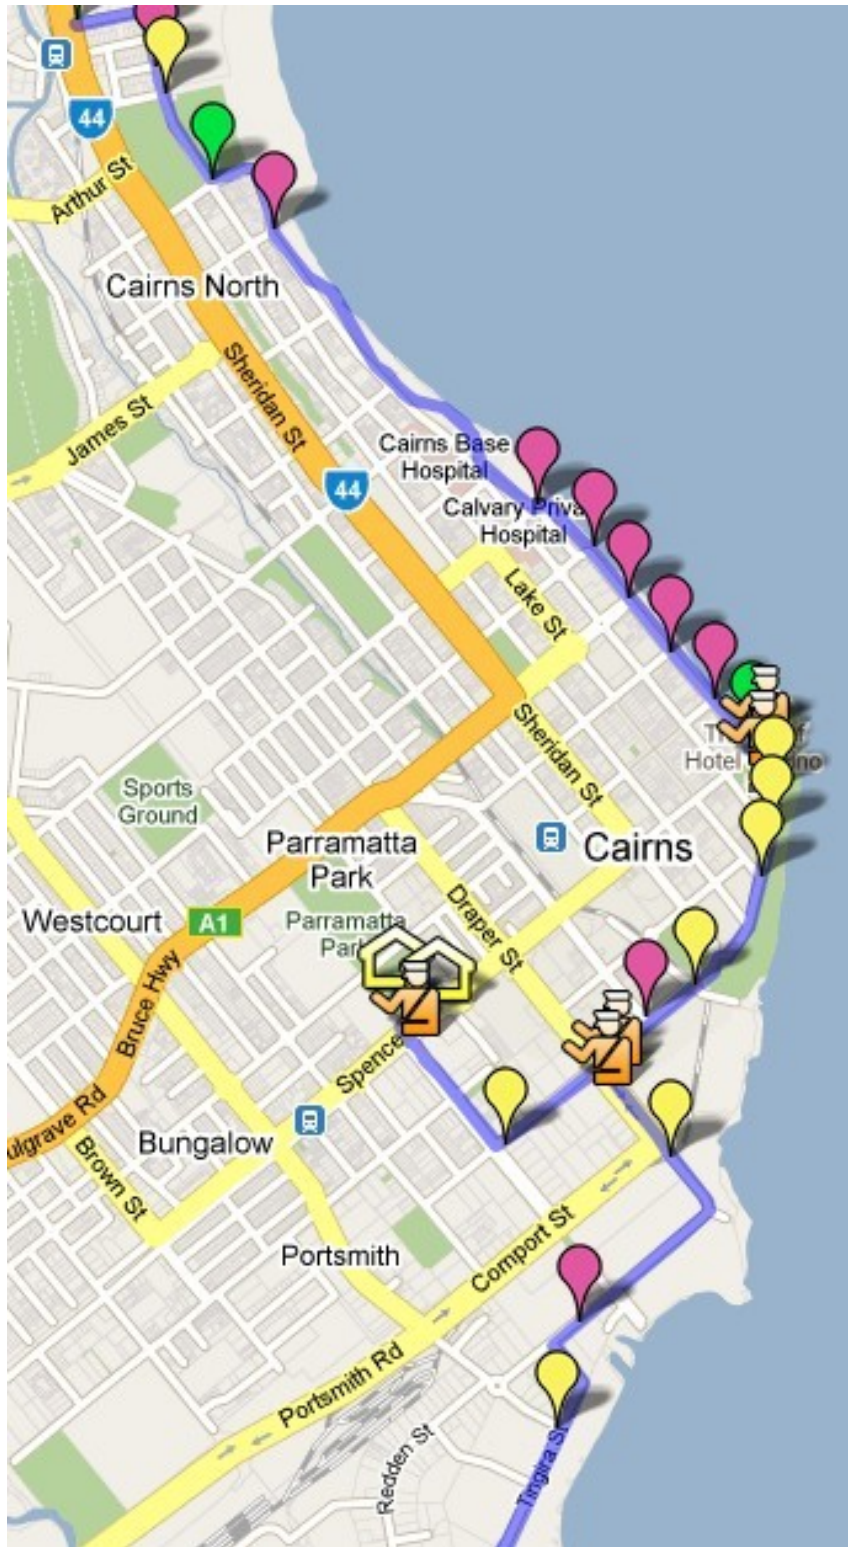 44
Arthur St
Cairns North
Sheridan St
James St
Cairns Base
Hospital
44
Calvary Priva
Hospital
Lake St
Hotel
Sheridan St
Sports
Ground
Cairns
Parramatta
Park
Draper St
Westcourt
A1
Parramatta
Park
Bruce Hwy
Spence
ulgrave Rd
Bungalow
Brown St
Comport St
Portsmith
Portsmith Rd
Redden St
Tingira St